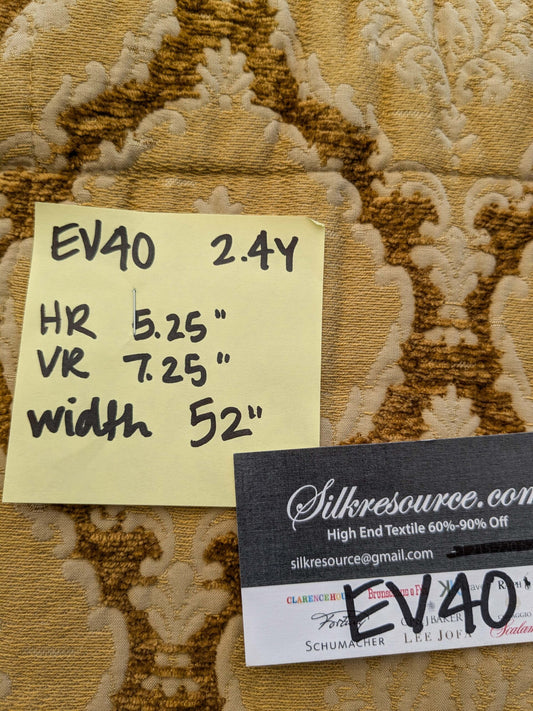 EV40 2.4Y
HR 5.25"
VR 7.25"
width 52"
Silkresource.com
High End Textile 60%-90% Off
silkresource@gmail.com
CLARENCEHOUSE
EV40
SCHUMACHER LEE JOFA